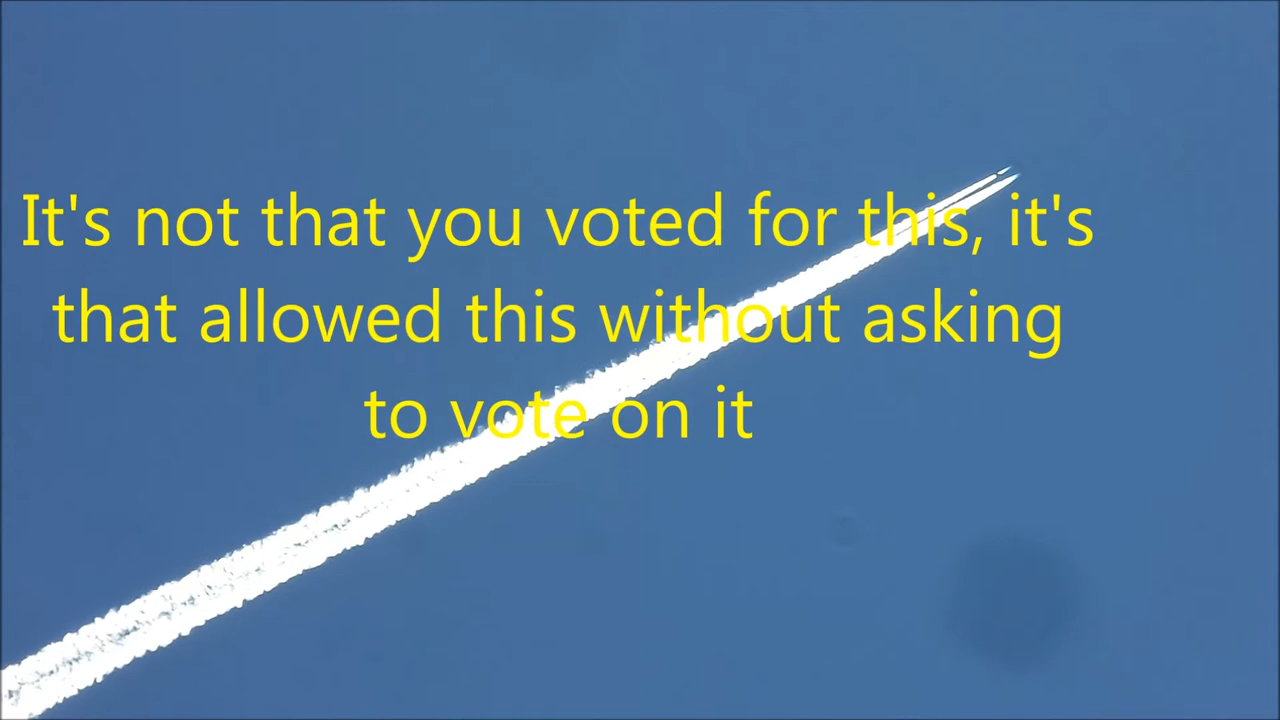 It's not that you voted for this, it's
that allowed this without asking
to vote on it